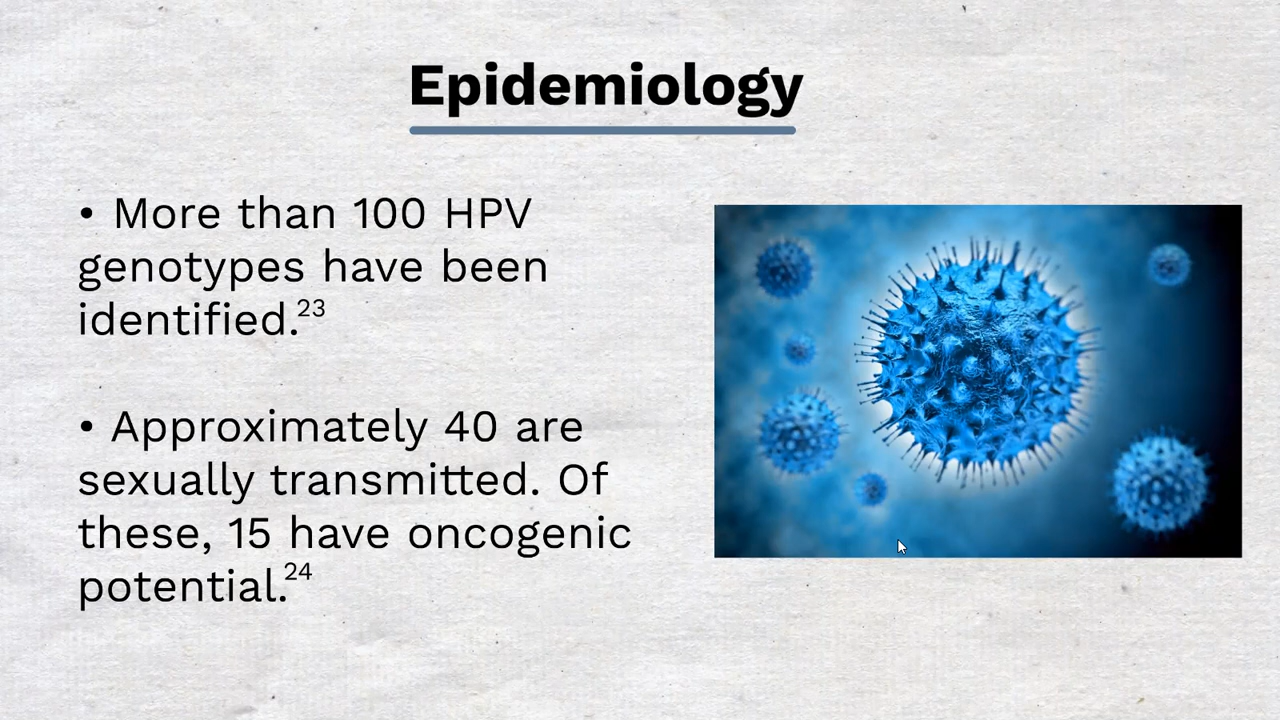 Epidemiology
• More than 100 HPV
genotypes have been
identified.²³
• Approximately 40 are
sexually transmitted. Of
these, 15 have oncogenic
potential.²⁴